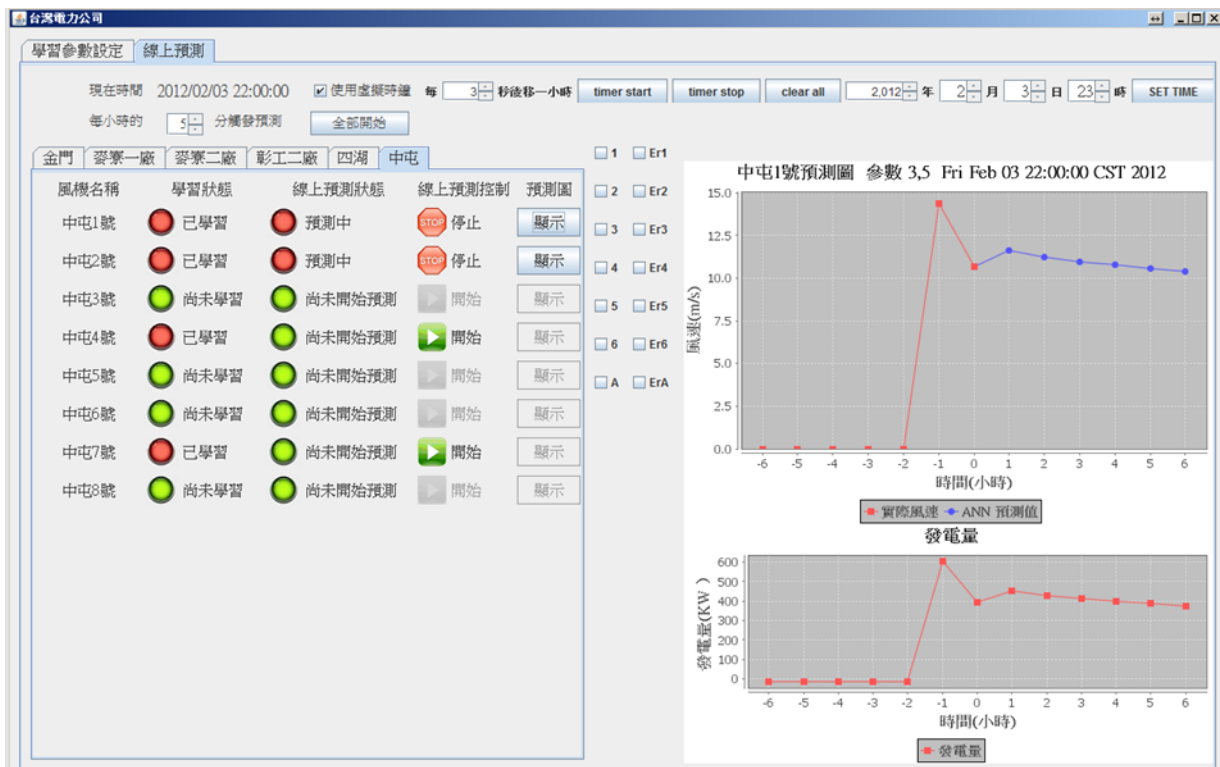 台灣電力公司
學習參數設定 線上預測
現在時間 2012/02/03 22:00:00 使用虛擬時鐘 每 3 秒後移一小時 timer start timer stop clear all 2,012 年 2 月 3 日 23 時 SET TIME
每小時的 5 分觸發預測 全部開始
金門 麥寮一廠 麥寮二廠 彰工二廠 四湖 中屯
風機名稱 學習狀態 線上預測狀態 線上預測控制 預測圖
中屯1號 已學習 預測中 STOP 停止 顯示
中屯2號 已學習 預測中 STOP 停止 顯示
中屯3號 尚未學習 尚未開始預測 開始 顯示
中屯4號 已學習 尚未開始預測 開始 顯示
中屯5號 尚未學習 尚未開始預測 開始 顯示
中屯6號 尚未學習 尚未開始預測 開始 顯示
中屯7號 已學習 尚未開始預測 開始 顯示
中屯8號 尚未學習 尚未開始預測 開始 顯示
1 Er1
2 Er2
3 Er3
4 Er4
5 Er5
6 Er6
A ErA
中屯1號預測圖 參數 3,5 Fri Feb 03 22:00:00 CST 2012
風速(m/s)
15.0
12.5
10.0
7.5
5.0
2.5
0.0
-6 -5 -4 -3 -2 -1 0 1 2 3 4 5 6
時間(小時)
實際風速 ANN 預測值
發電量
發電量(KW)
600
500
400
300
200
100
0
-6 -5 -4 -3 -2 -1 0 1 2 3 4 5 6
時間(小時)
發電量